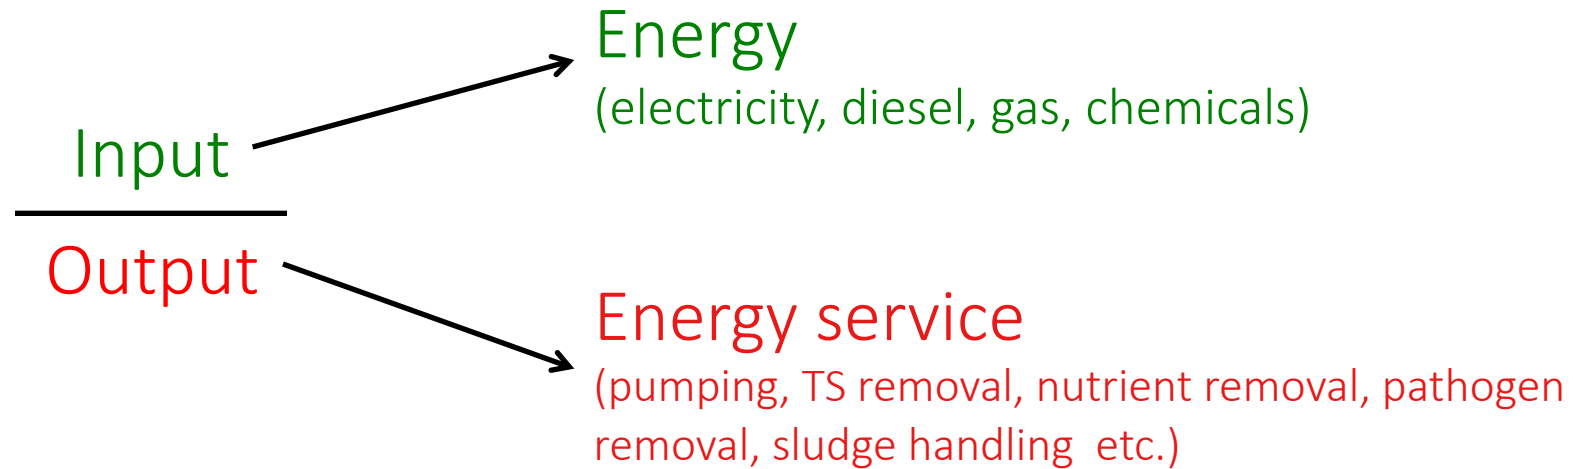 Energy
(electricity, diesel, gas, chemicals)
Input
Output
Energy service
(pumping, TS removal, nutrient removal, pathogen
removal, sludge handling  etc.)